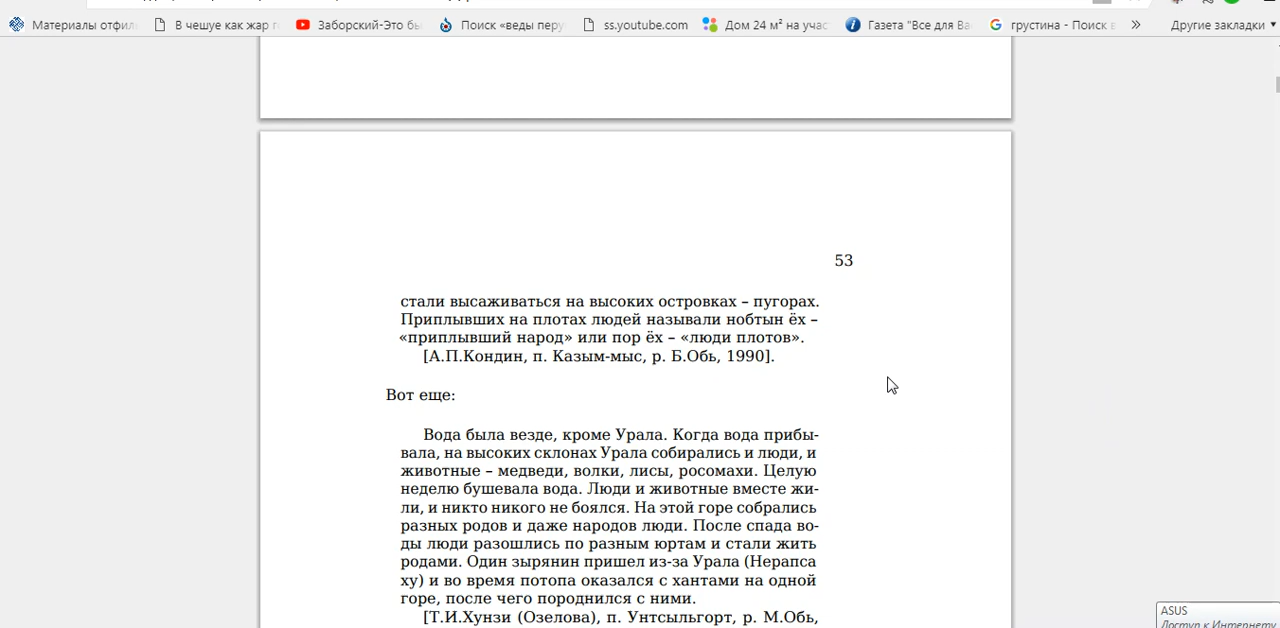 Материалы отфил В чешуе как жар г Заборский-Это бы Поиск «веды перу ss.youtube.com Дом 24 м² на учас Газета "Все для Ва грустина - Поиск в » Другие закладки
53
стали высаживаться на высоких островках – пугорах.
Приплывших на плотах людей называли нобтын ёх –
«приплывший народ» или пор ёх – «люди плотов».
[А.П.Кондин, п. Казым-мыс, р. Б.Обь, 1990].
Вот еще:
Вода была везде, кроме Урала. Когда вода прибы-
вала, на высоких склонах Урала собирались и люди, и
животные – медведи, волки, лисы, росомахи. Целую
неделю бушевала вода. Люди и животные вместе жи-
ли, и никто никого не боялся. На этой горе собрались
разных родов и даже народов люди. После спада во-
ды люди разошлись по разным юртам и стали жить
родами. Один зырянин пришел из-за Урала (Нерапса
ху) и во время потопа оказался с хантами на одной
горе, после чего породнился с ними.
[Т.И.Хунзи (Озелова), п. Унтсыльгорт, р. М.Обь,
ASUS
Доступ к Интернету